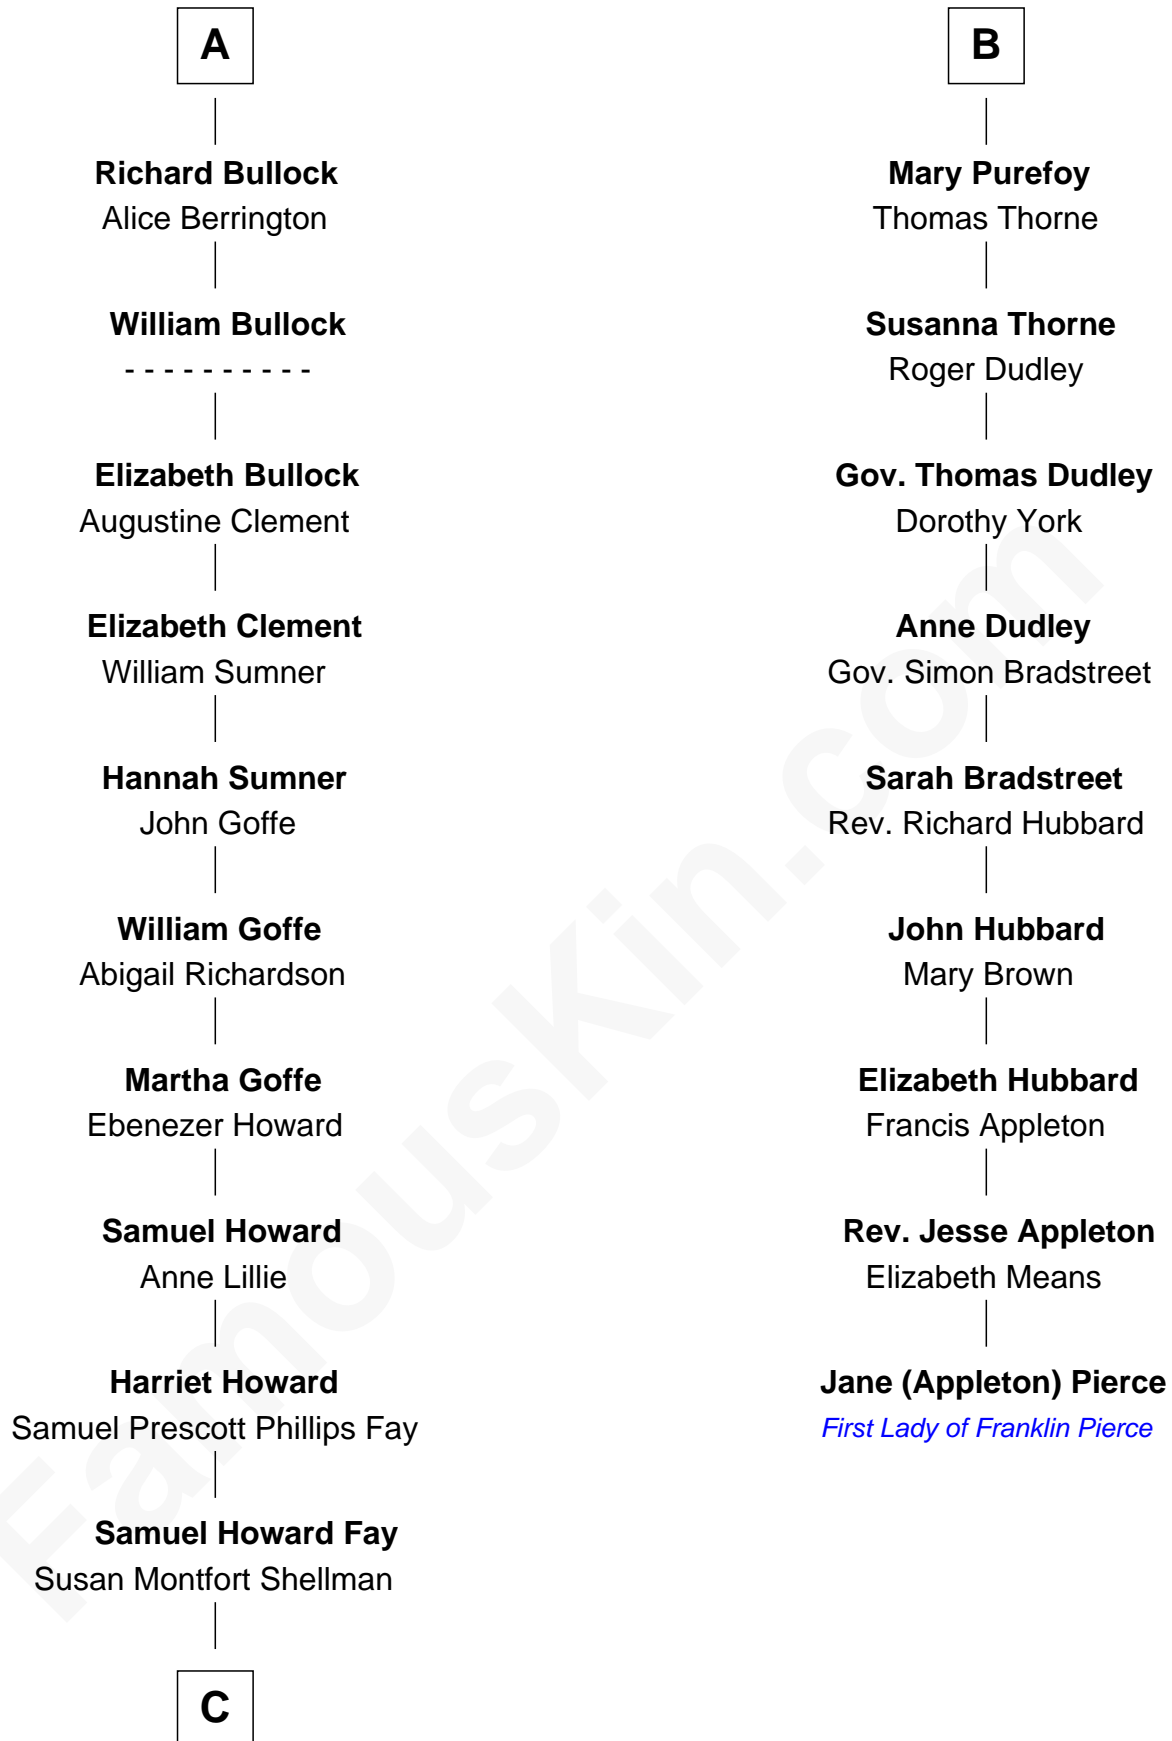 A
Richard Bullock
Alice Berrington
William Bullock
- - - - - - - - - -
Elizabeth Bullock
Augustine Clement
Elizabeth Clement
William Sumner
Hannah Sumner
John Goffe
William Goffe
Abigail Richardson
Martha Goffe
Ebenezer Howard
Samuel Howard
Anne Lillie
Harriet Howard
Samuel Prescott Phillips Fay
Samuel Howard Fay
Susan Montfort Shellman
C
B
Mary Purefoy
Thomas Thorne
Susanna Thorne
Roger Dudley
Gov. Thomas Dudley
Dorothy York
Anne Dudley
Gov. Simon Bradstreet
Sarah Bradstreet
Rev. Richard Hubbard
John Hubbard
Mary Brown
Elizabeth Hubbard
Francis Appleton
Rev. Jesse Appleton
Elizabeth Means
Jane (Appleton) Pierce
First Lady of Franklin Pierce
FamousKin.com